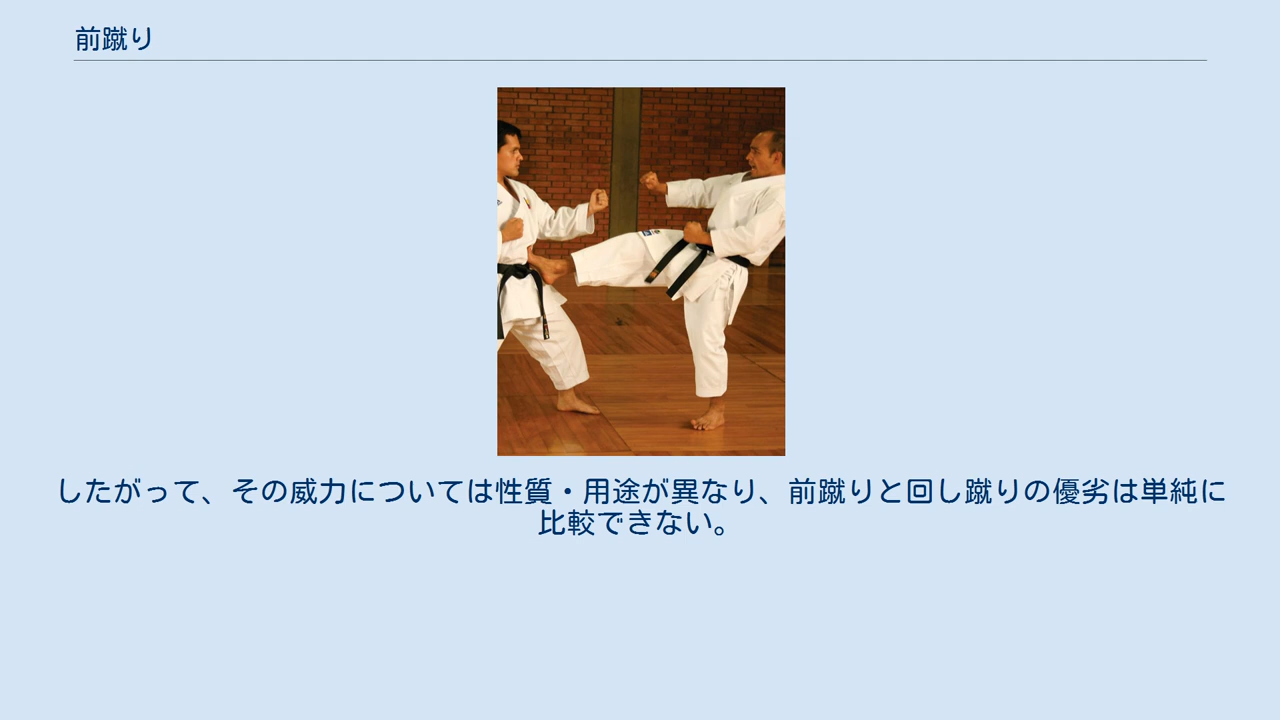 前蹴り
したがって、その威力については性質・用途が異なり、前蹴りと回し蹴りの優劣は単純に
比較できない。